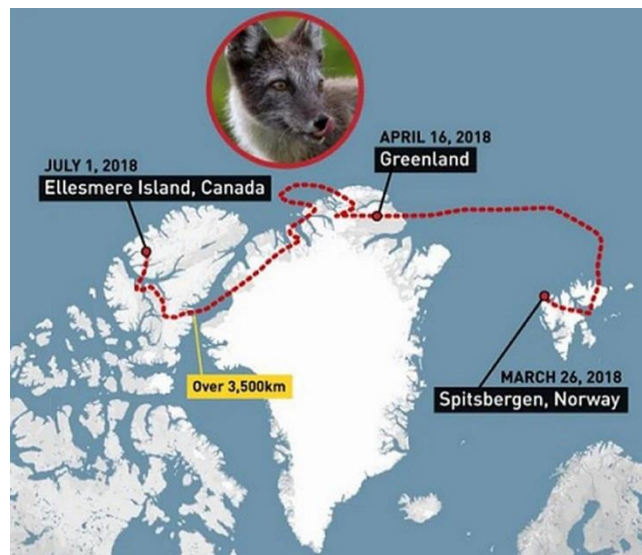 APRIL 16, 2018
Greenland
JULY 1, 2018
Ellesmere Island, Canada
Over 3,500km
MARCH 26, 2018
Spitsbergen, Norway